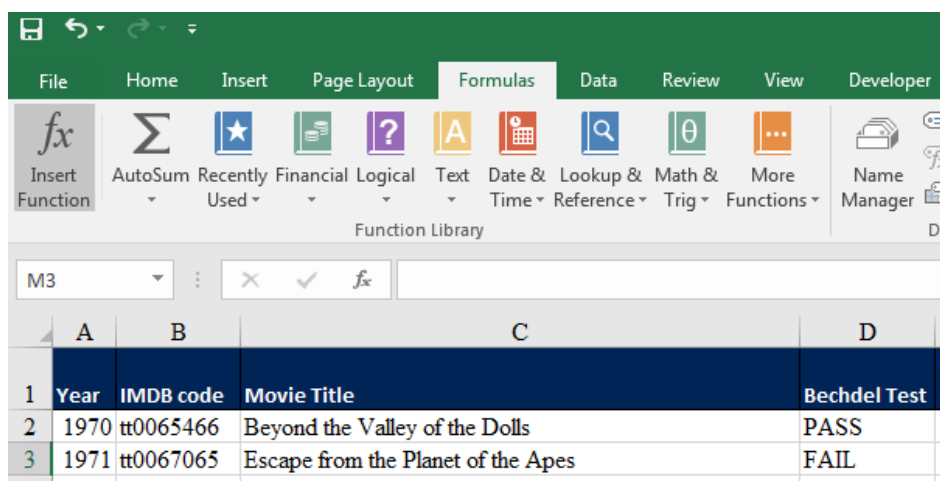 File Home Insert Page Layout Formulas Data Review View Developer
fx Σ ? A θ ...
Insert AutoSum Recently Financial Logical Text Date & Lookup & Math & More Name
Function Used Time Reference Trig Functions Manager
Function Library D
M3 fx
A B C D
1 Year IMDB code Movie Title Bechdel Test
2 1970 tt0065466 Beyond the Valley of the Dolls PASS
3 1971 tt0067065 Escape from the Planet of the Apes FAIL